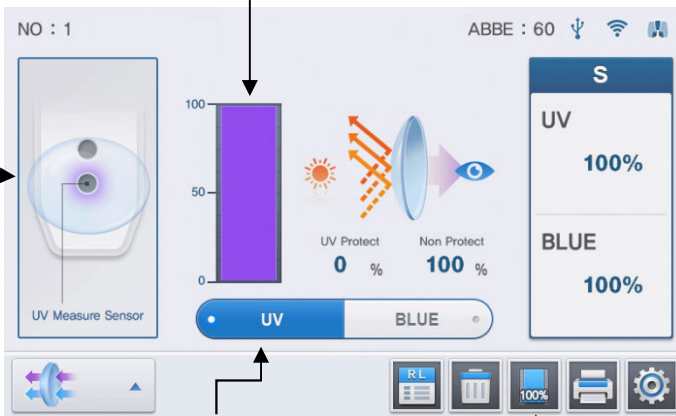 NO : 1
ABBE : 60
S
UV
100%
BLUE
100%
100
50
0
UV Protect
0 %
Non Protect
100 %
UV Measure Sensor
UV
BLUE
R L
100%